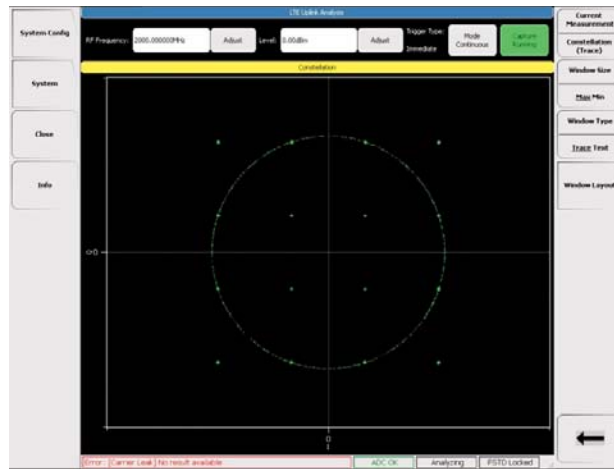 LTE Uplink Analysis
System Config
System
Close
Info
RF Frequency:
2000.000000MHz
Adjust
Level:
0.00dBm
Adjust
Trigger Type:
Immediate
Mode
Continuous
Capture
Running
Constellation
0
I
Error: [Carrier Leak] No result available
ADC OK
Analyzing
FSTD Locked
Current
Measurement
Constellation
(Trace)
Window Size
Max Min
Window Type
Trace Text
Window Layout